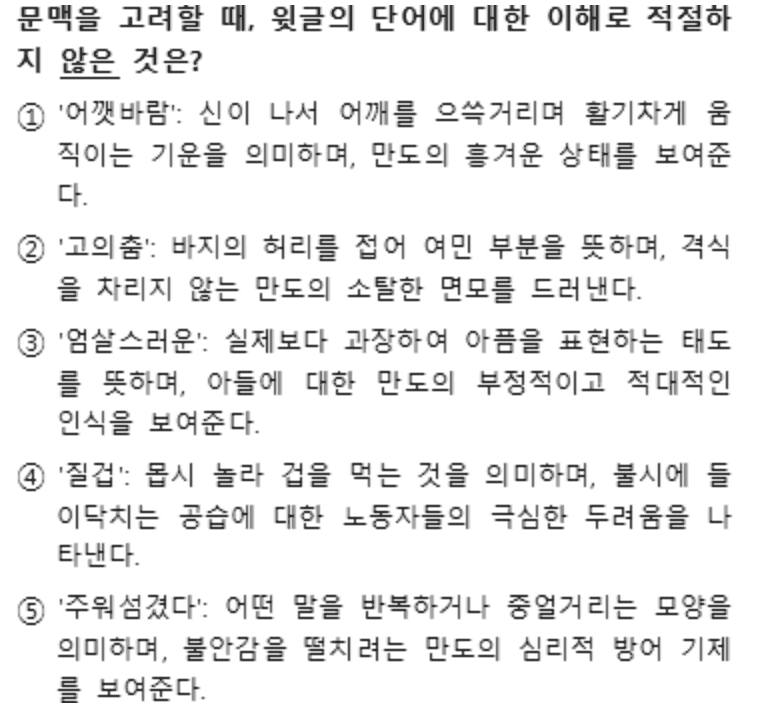 문맥을 고려할 때, 윗글의 단어에 대한 이해로 적절하
지 않은 것은?
① '어깻바람': 신이 나서 어깨를 으쓱거리며 활기차게 움
직이는 기운을 의미하며, 만도의 흥겨운 상태를 보여준
다.
② '고의춤': 바지의 허리를 접어 여민 부분을 뜻하며, 격식
을 차리지 않는 만도의 소탈한 면모를 드러낸다.
③ '엄살스러운': 실제보다 과장하여 아픔을 표현하는 태도
를 뜻하며, 아들에 대한 만도의 부정적이고 적대적인
인식을 보여준다.
④ '질겁': 몹시 놀라 겁을 먹는 것을 의미하며, 불시에 들
이닥치는 공습에 대한 노동자들의 극심한 두려움을 나
타낸다.
⑤ '주워섬겼다': 어떤 말을 반복하거나 중얼거리는 모양을
의미하며, 불안감을 떨치려는 만도의 심리적 방어 기제
를 보여준다.